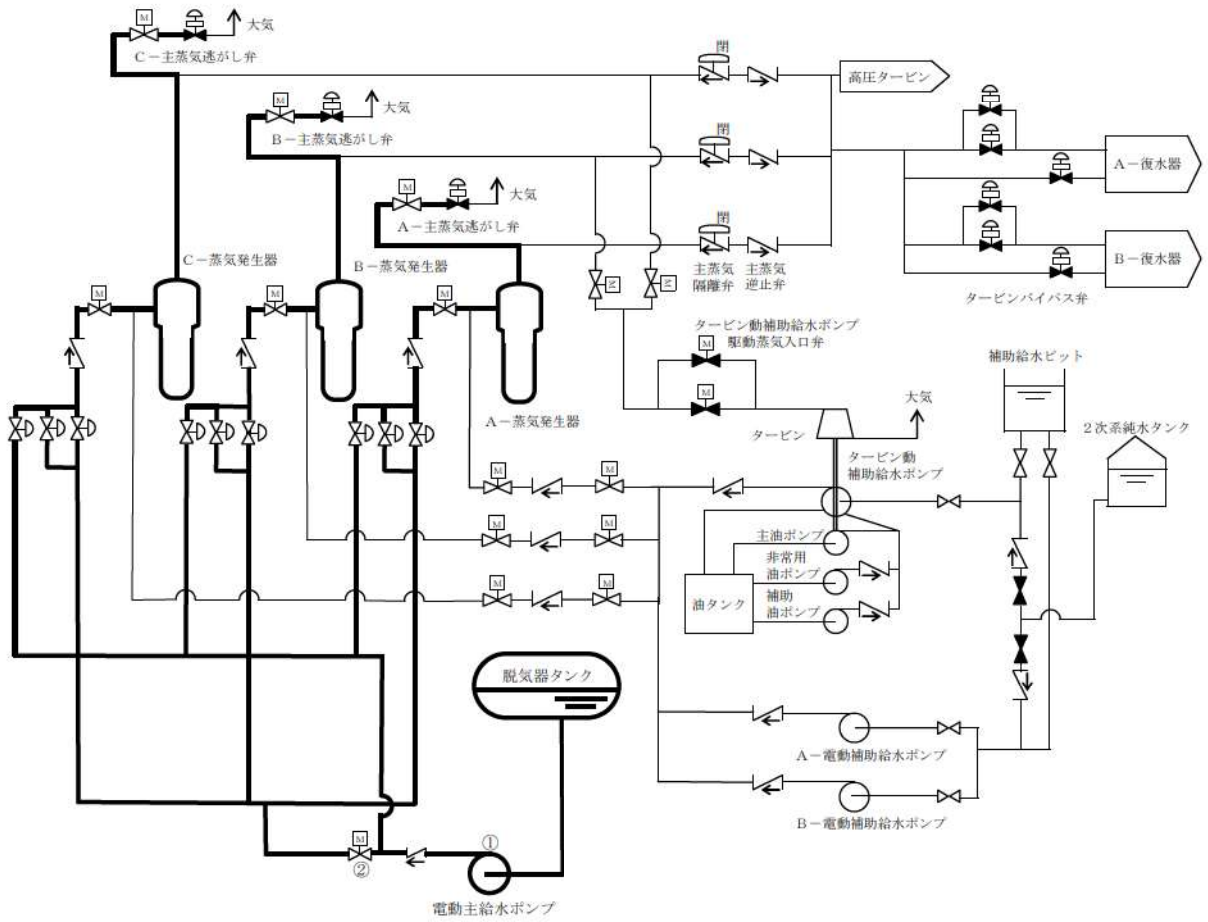 M
大気
C－主蒸気逃がし弁
閉
高圧タービン
M
大気
B－主蒸気逃がし弁
閉
A－復水器
M
大気
A－主蒸気逃がし弁
閉
主蒸気
隔離弁
主蒸気
逆止弁
B－復水器
タービンバイパス弁
C－蒸気発生器
B－蒸気発生器
M
M
M
M
M
タービン動補助給水ポンプ
駆動蒸気入口弁
M
M
補助給水ピット
A－蒸気発生器
タービン
大気
2次系純水タンク
タービン動
補助給水ポンプ
M
M
M
M
主油ポンプ
非常用
油ポンプ
M
M
油タンク
補助
油ポンプ
脱気器タンク
A－電動補助給水ポンプ
B－電動補助給水ポンプ
M
①
②
電動主給水ポンプ